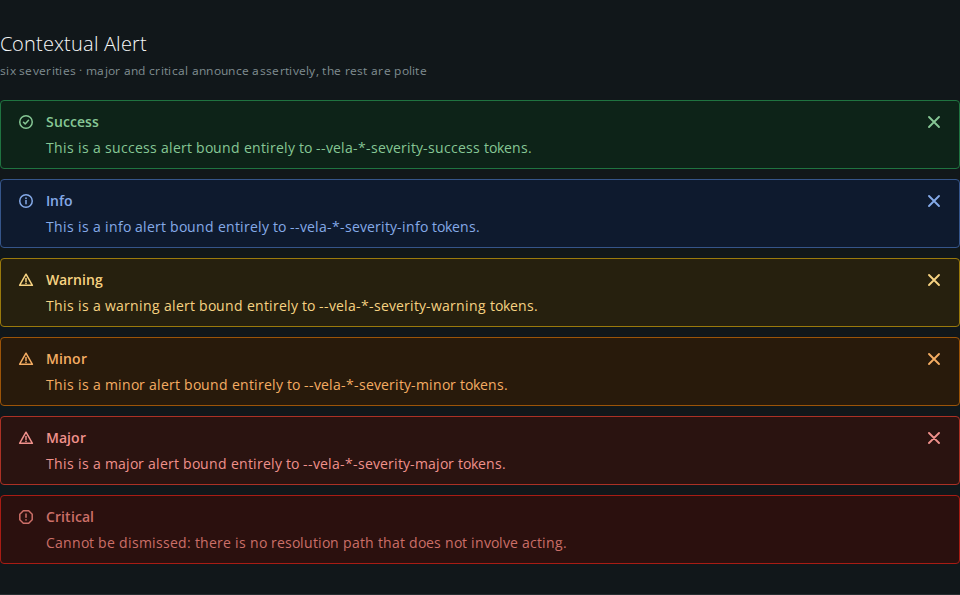 Contextual Alert
six severities · major and critical announce assertively, the rest are polite
Success
This is a success alert bound entirely to --vela-*-severity-success tokens.
Info
This is a info alert bound entirely to --vela-*-severity-info tokens.
Warning
This is a warning alert bound entirely to --vela-*-severity-warning tokens.
Minor
This is a minor alert bound entirely to --vela-*-severity-minor tokens.
Major
This is a major alert bound entirely to --vela-*-severity-major tokens.
Critical
Cannot be dismissed: there is no resolution path that does not involve acting.